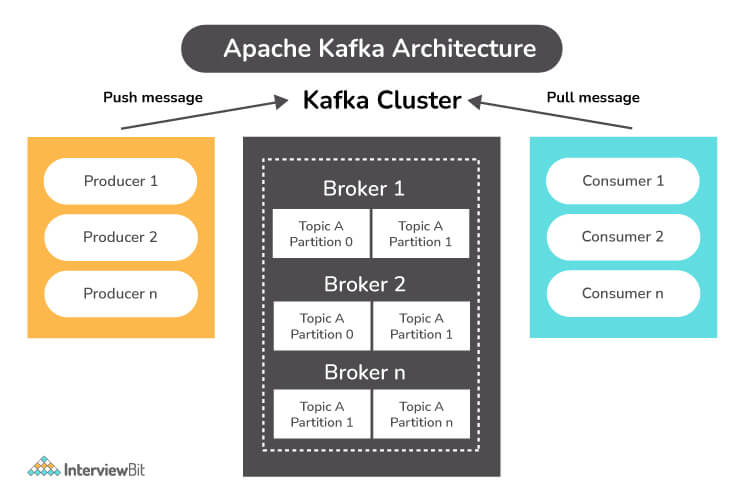 Apache Kafka Architecture
Push message
Kafka Cluster
Pull message
Producer 1
Producer 2
Producer n
Broker 1
Topic A
Partition 0
Topic A
Partition 1
Broker 2
Topic A
Partition 0
Topic A
Partition 1
Broker n
Topic A
Partition 1
Topic A
Partition n
Consumer 1
Consumer 2
Consumer n
InterviewBit